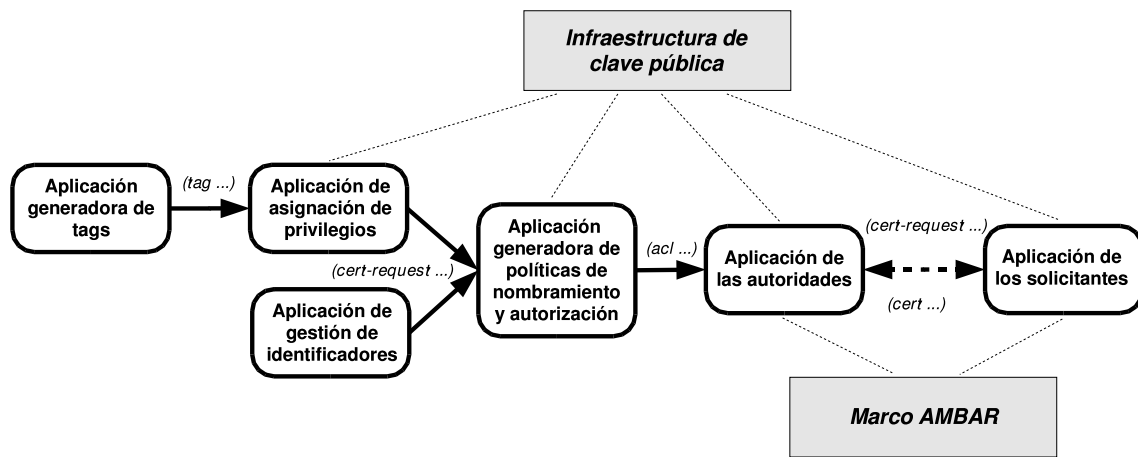 Infraestructura de
clave pública
Aplicación
generadora de
tags
(tag ...)
Aplicación de
asignación de
privilegios
(cert-request ...)
Aplicación de
gestión de
identificadores
Aplicación
generadora de
políticas de
nombramiento
y autorización
(acl ...)
Aplicación de
las autoridades
(cert-request ...)
(cert ...)
Aplicación de
los solicitantes
Marco AMBAR